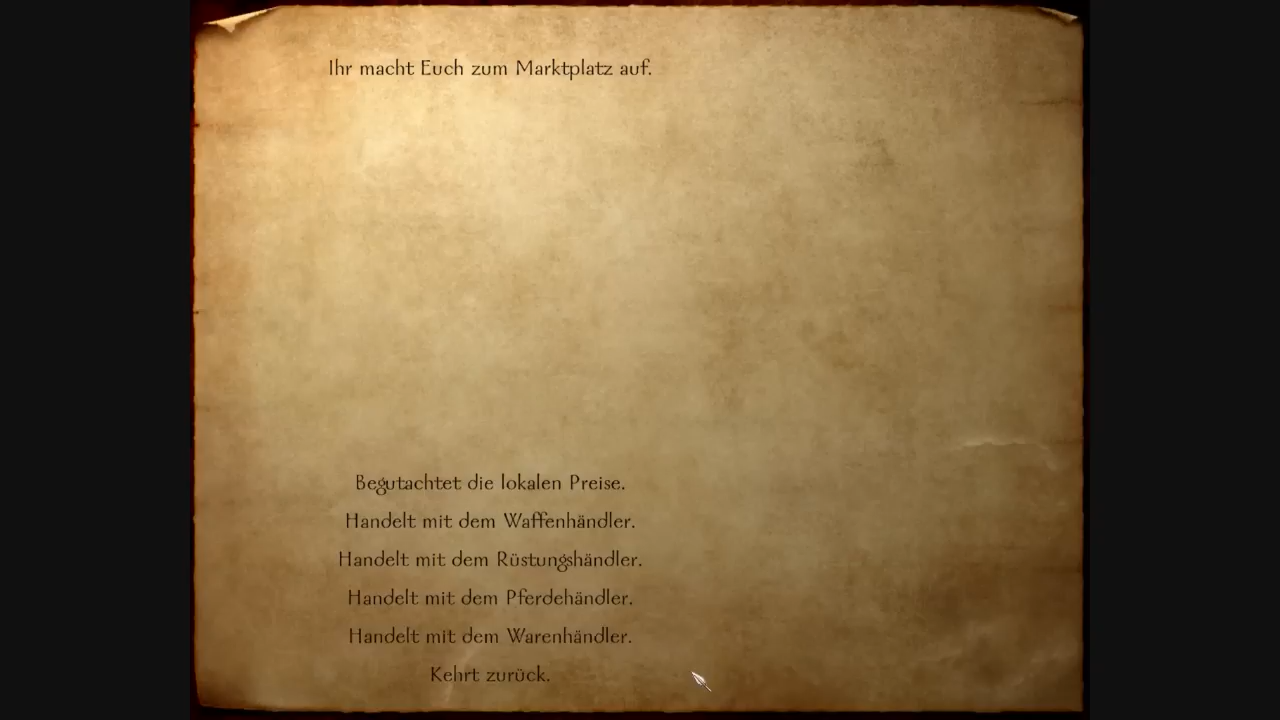 Ihr macht Euch zum Marktplatz auf.
Begutachtet die lokalen Preise.
Handelt mit dem Waffenhändler.
Handelt mit dem Rüstungshändler.
Handelt mit dem Pferdehändler.
Handelt mit dem Warenhändler.
Kehrt zurück.